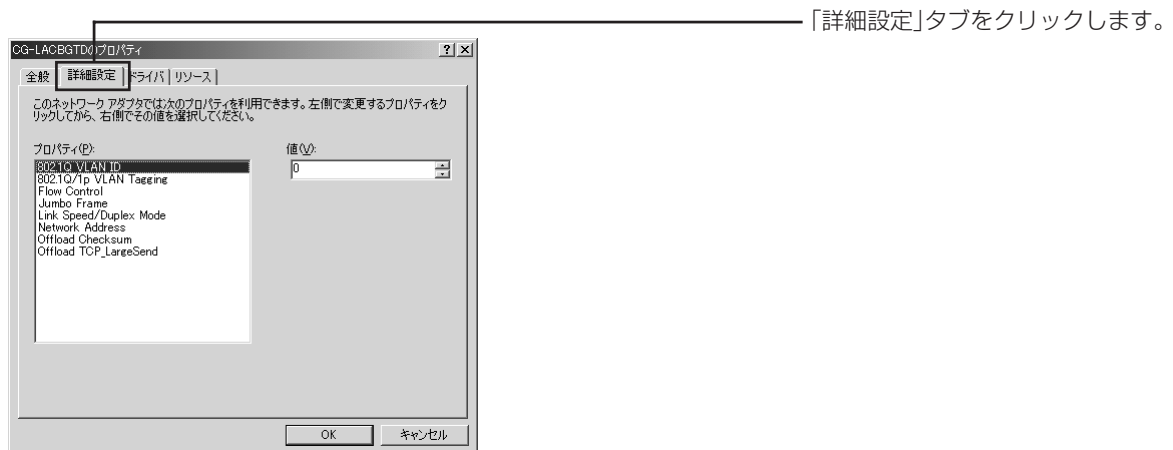 「詳細設定」タブをクリックします。
CG-LACBGTDのプロパティ
全般 詳細設定 ドライバ リソース
このネットワーク アダプタでは次のプロパティを利用できます。左側で変更するプロパティをク
リックしてから、右側でその値を選択してください。
プロパティ(P): 値(V):
802.1Q VLAN ID 0
802.1Q/1p VLAN Tagging
Flow Control
Jumbo Frame
Link Speed/Duplex Mode
Network Address
Offload Checksum
Offload TCP_LargeSend
OK キャンセル